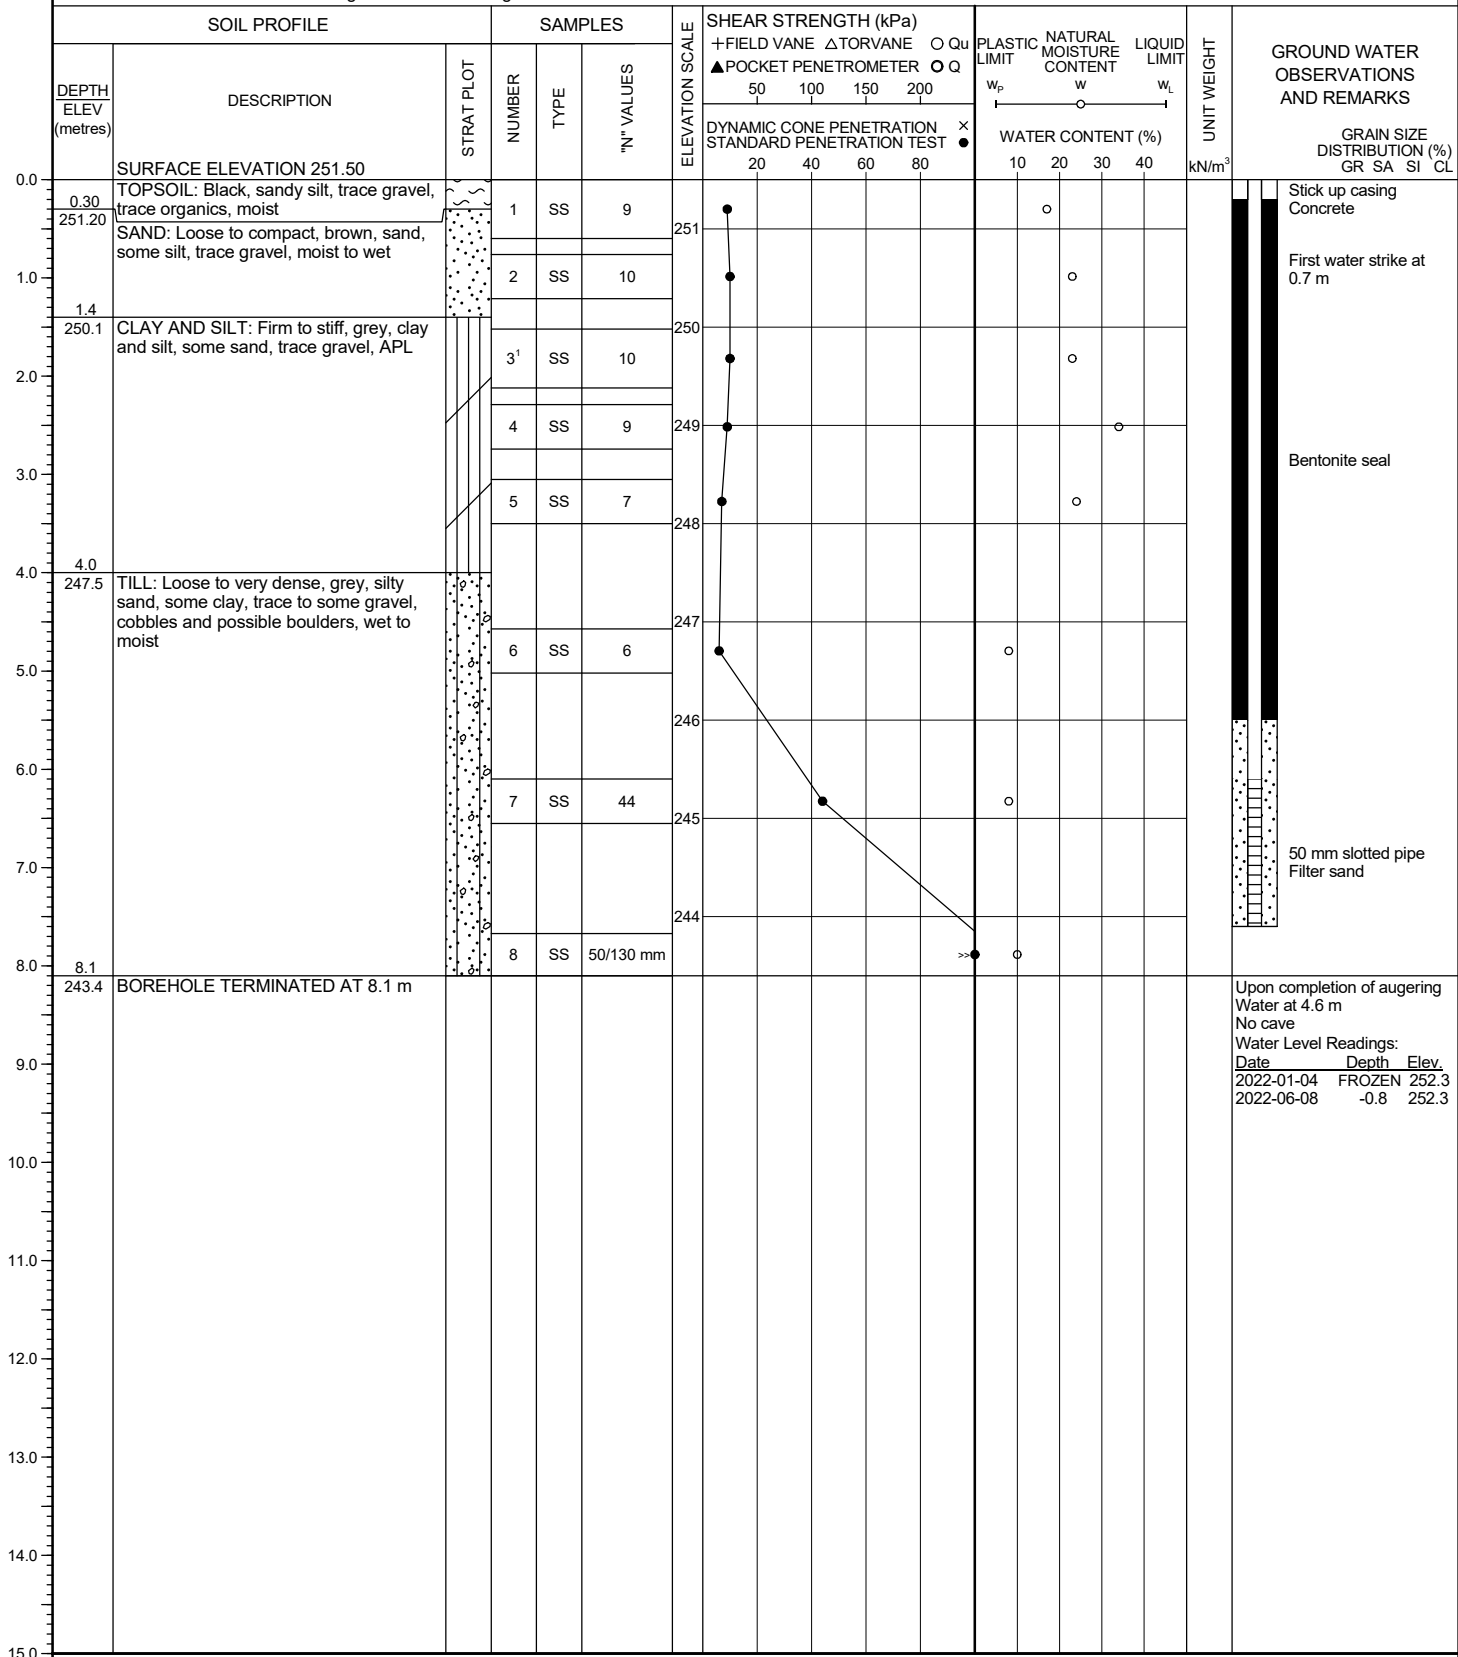 SOIL PROFILE
SAMPLES
ELEVATION SCALE
SHEAR STRENGTH (kPa)
+FIELD VANE △TORVANE ○ Qu
▲POCKET PENETROMETER O Q
50 100 150 200
DYNAMIC CONE PENETRATION ×
STANDARD PENETRATION TEST ●
20 40 60 80
PLASTIC LIMIT
W_P
NATURAL MOISTURE CONTENT
W
LIQUID LIMIT
W_L
WATER CONTENT (%)
10 20 30 40
UNIT WEIGHT
kN/m³
GROUND WATER
OBSERVATIONS
AND REMARKS
GRAIN SIZE
DISTRIBUTION (%)
GR SA SI CL
DEPTH
ELEV
(metres)
DESCRIPTION
STRAT PLOT
NUMBER
TYPE
"N" VALUES
SURFACE ELEVATION 251.50
0.0
0.30
251.20
TOPSOIL: Black, sandy silt, trace gravel,
trace organics, moist
1 SS 9
Stick up casing
Concrete
SAND: Loose to compact, brown, sand,
some silt, trace gravel, moist to wet
251
First water strike at
0.7 m
1.0
2 SS 10
1.4
250.1
CLAY AND SILT: Firm to stiff, grey, clay
and silt, some sand, trace gravel, APL
250
3¹ SS 10
2.0
4 SS 9
249
Bentonite seal
3.0
5 SS 7
248
4.0
4.0
247.5
TILL: Loose to very dense, grey, silty
sand, some clay, trace to some gravel,
cobbles and possible boulders, wet to
moist
247
6 SS 6
5.0
246
6.0
7 SS 44
245
50 mm slotted pipe
Filter sand
7.0
244
8 SS 50/130 mm
>>
8.0
8.1
243.4
BOREHOLE TERMINATED AT 8.1 m
Upon completion of augering
Water at 4.6 m
No cave
Water Level Readings:
Date Depth Elev.
2022-01-04 FROZEN 252.3
2022-06-08 -0.8 252.3
9.0
10.0
11.0
12.0
13.0
14.0
15.0